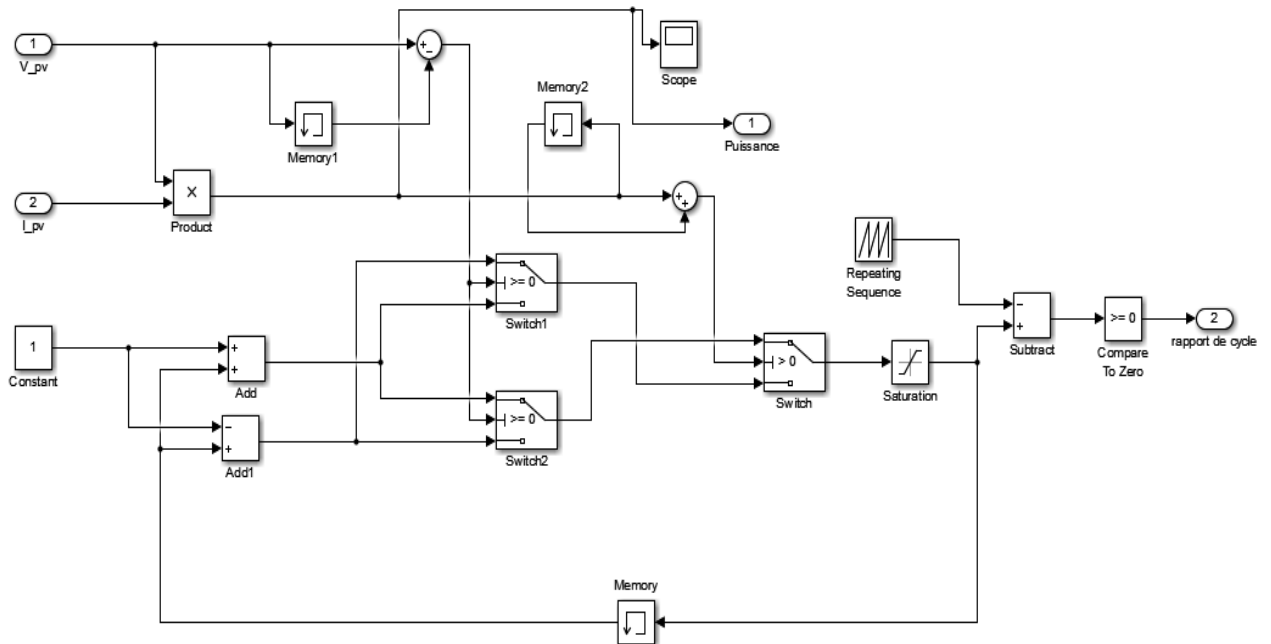 1
V_pv
Memory1
+
-
Scope
Memory2
1
Puissance
2
I_pv
×
Product
+
+
Repeating
Sequence
>= 0
Switch1
1
Constant
+
+
Add
-
+
Add1
>= 0
Switch2
> 0
Switch
Saturation
-
+
Subtract
>= 0
Compare
To Zero
2
rapport de cycle
Memory